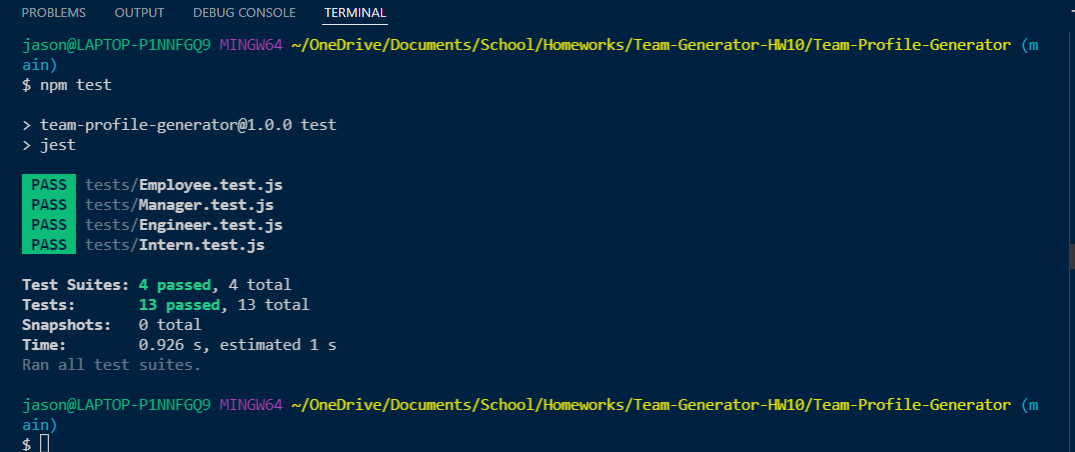 PROBLEMS OUTPUT DEBUG CONSOLE TERMINAL
jason@LAPTOP-P1NNFGQ9 MINGW64 ~/OneDrive/Documents/School/Homeworks/Team-Generator-HW10/Team-Profile-Generator (m
ain)
$ npm test
> team-profile-generator@1.0.0 test
> jest
PASS tests/Employee.test.js
PASS tests/Manager.test.js
PASS tests/Engineer.test.js
PASS tests/Intern.test.js
Test Suites: 4 passed, 4 total
Tests: 13 passed, 13 total
Snapshots: 0 total
Time: 0.926 s, estimated 1 s
Ran all test suites.
jason@LAPTOP-P1NNFGQ9 MINGW64 ~/OneDrive/Documents/School/Homeworks/Team-Generator-HW10/Team-Profile-Generator (m
ain)
$